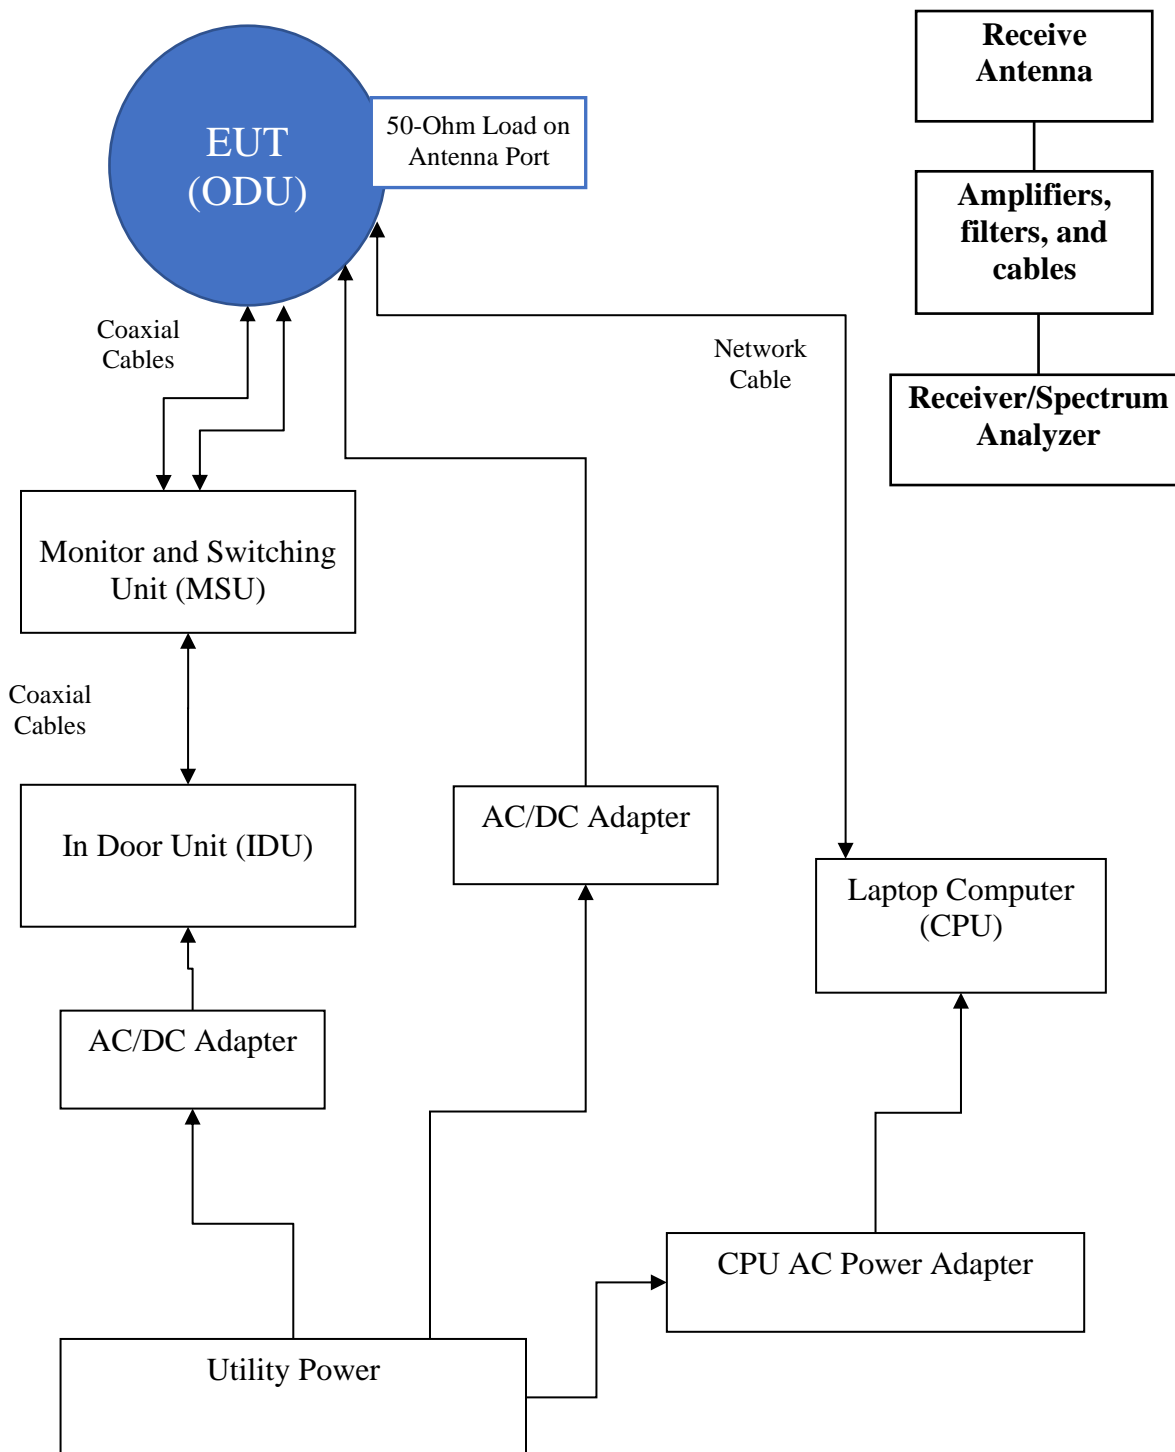 EUT
(ODU)
50-Ohm Load on
Antenna Port
Receive
Antenna
Amplifiers,
filters, and
cables
Receiver/Spectrum
Analyzer
Coaxial
Cables
Network
Cable
Monitor and Switching
Unit (MSU)
Coaxial
Cables
In Door Unit (IDU)
AC/DC Adapter
Laptop Computer
(CPU)
AC/DC Adapter
CPU AC Power Adapter
Utility Power